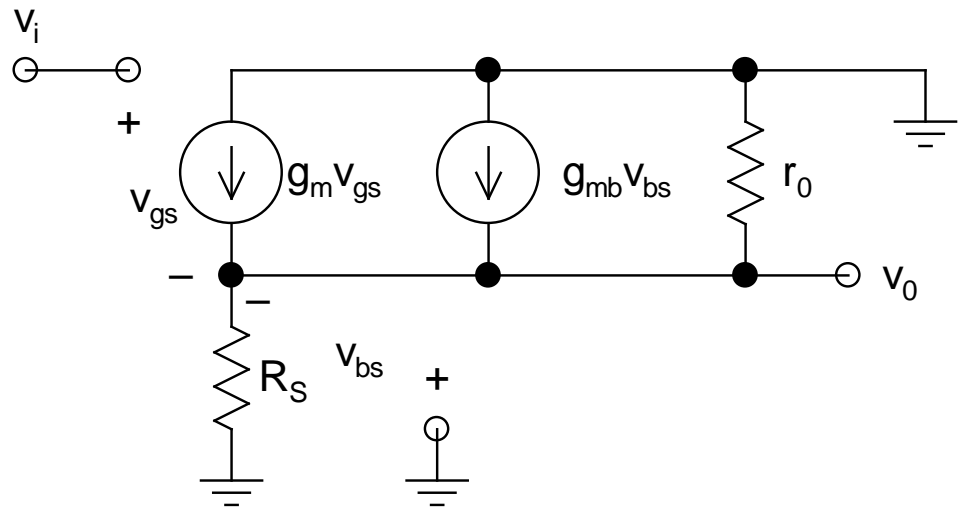 v_i
+
v_gs
g_m v_gs
g_mb v_bs
r_0
−
−
v_0
R_S
v_bs
+